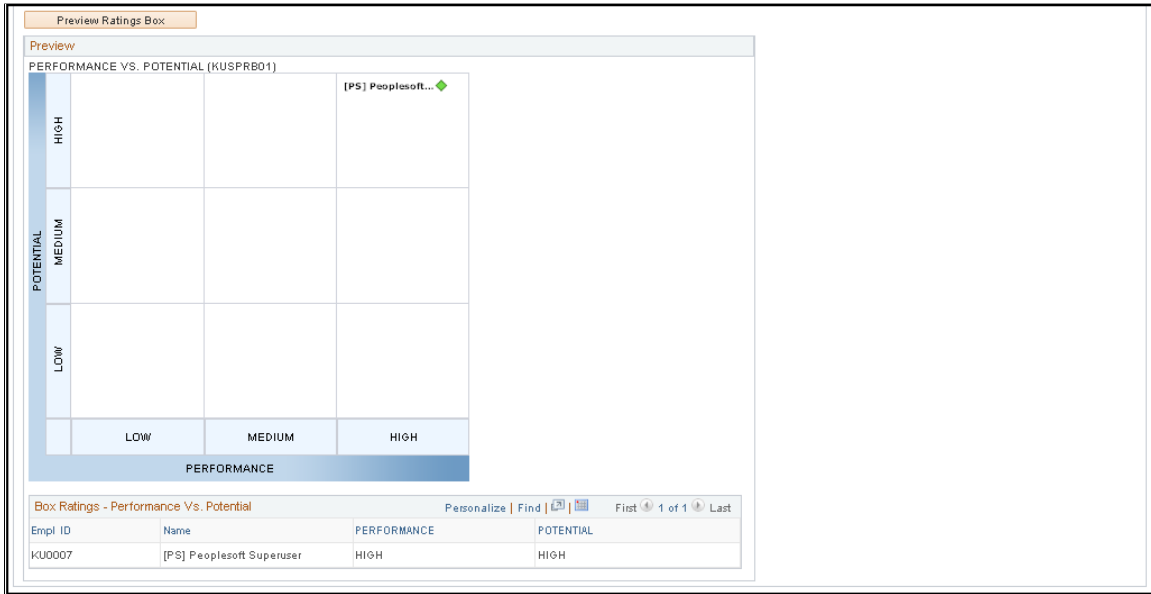 Preview Ratings Box
Preview
PERFORMANCE VS. POTENTIAL (KUSPRB01)
[PS] Peoplesoft...
HIGH
MEDIUM
POTENTIAL
LOW
LOW MEDIUM HIGH
PERFORMANCE
Box Ratings - Performance Vs. Potential Personalize | Find | | First 1 of 1 Last
Empl ID Name PERFORMANCE POTENTIAL
KU0007 [PS] Peoplesoft Superuser HIGH HIGH